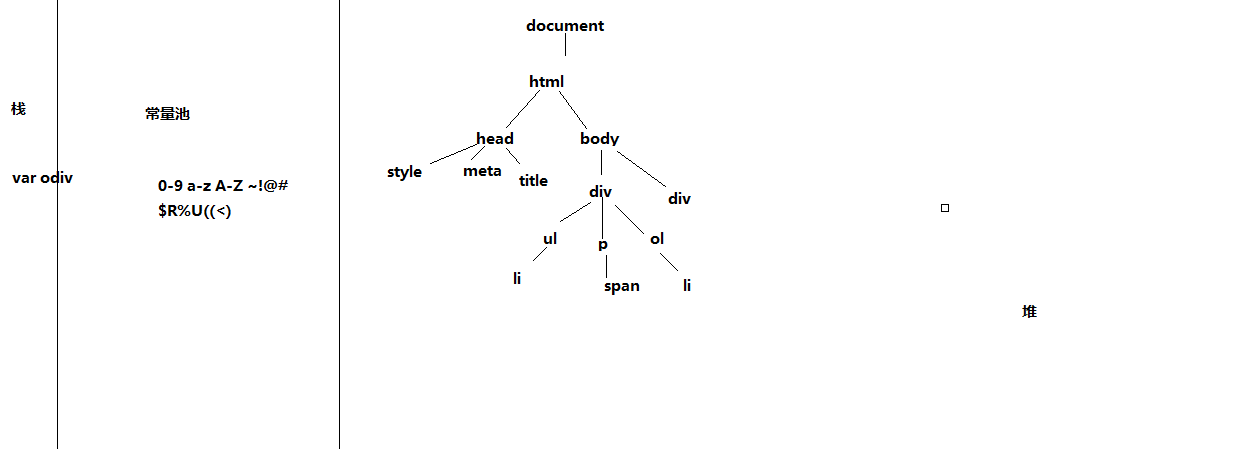 栈
var odiv
常量池
0-9 a-z A-Z ~!@#
$R%U((<)
document
html
head
body
style
meta
title
div
div
ul
p
ol
li
span
li
堆